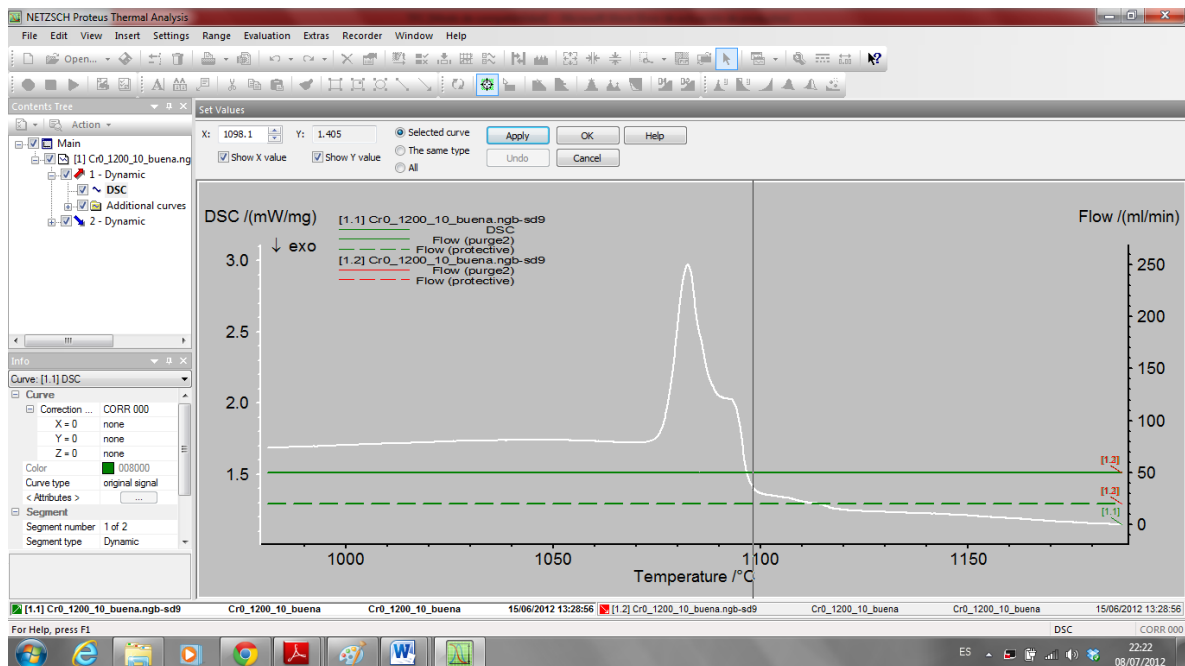 NETZSCH Proteus Thermal Analysis
File Edit View Insert Settings Range Evaluation Extras Recorder Window Help
Open...
Contents Tree
Action
Main
[1] Cr0_1200_10_buena.ng
1 - Dynamic
DSC
Additional curves
2 - Dynamic
Set Values
X: 1098.1 Y: 1.405 Selected curve Apply OK Help
Show X value Show Y value The same type Undo Cancel
All
DSC /(mW/mg) Flow /(ml/min)
↓ exo
[1.1] Cr0_1200_10_buena.ngb-sd9
DSC
Flow (purge2)
Flow (protective)
[1.2] Cr0_1200_10_buena.ngb-sd9
Flow (purge2)
Flow (protective)
3.0
2.5
2.0
1.5
250
200
150
100
50
0
[1.2]
[1.2]
[1.1]
1000 1050 1100 1150
Temperature /°C
Info
Curve: [1.1] DSC
Curve
Correction ... CORR 000
X = 0 none
Y = 0 none
Z = 0 none
Color 008000
Curve type original signal
< Attributes > ...
Segment
Segment number 1 of 2
Segment type Dynamic
[1.1] Cr0_1200_10_buena.ngb-sd9 Cr0_1200_10_buena Cr0_1200_10_buena 15/06/2012 13:28:56 [1.2] Cr0_1200_10_buena.ngb-sd9 Cr0_1200_10_buena Cr0_1200_10_buena 15/06/2012 13:28:56
For Help, press F1 DSC CORR 000
ES 22:22
08/07/2012